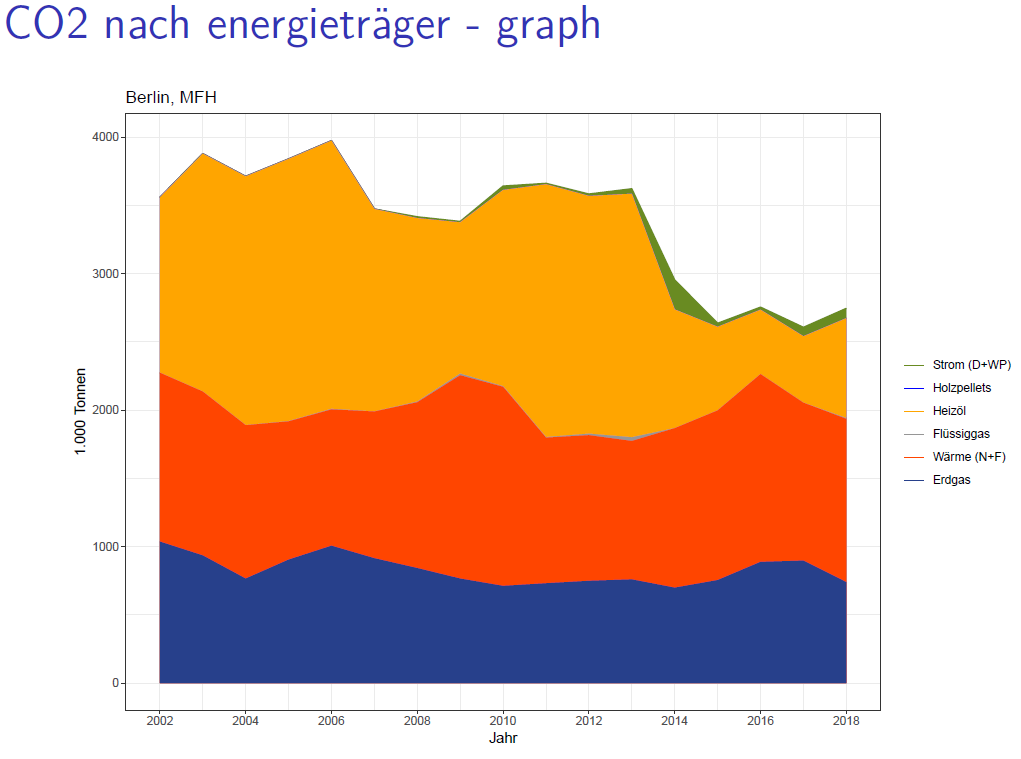 CO2 nach energieträger - graph
Berlin, MFH
4000
3000
2000
1000
0
1.000 Tonnen
2002 2004 2006 2008 2010 2012 2014 2016 2018
Jahr
Strom (D+WP)
Holzpellets
Heizöl
Flüssiggas
Wärme (N+F)
Erdgas